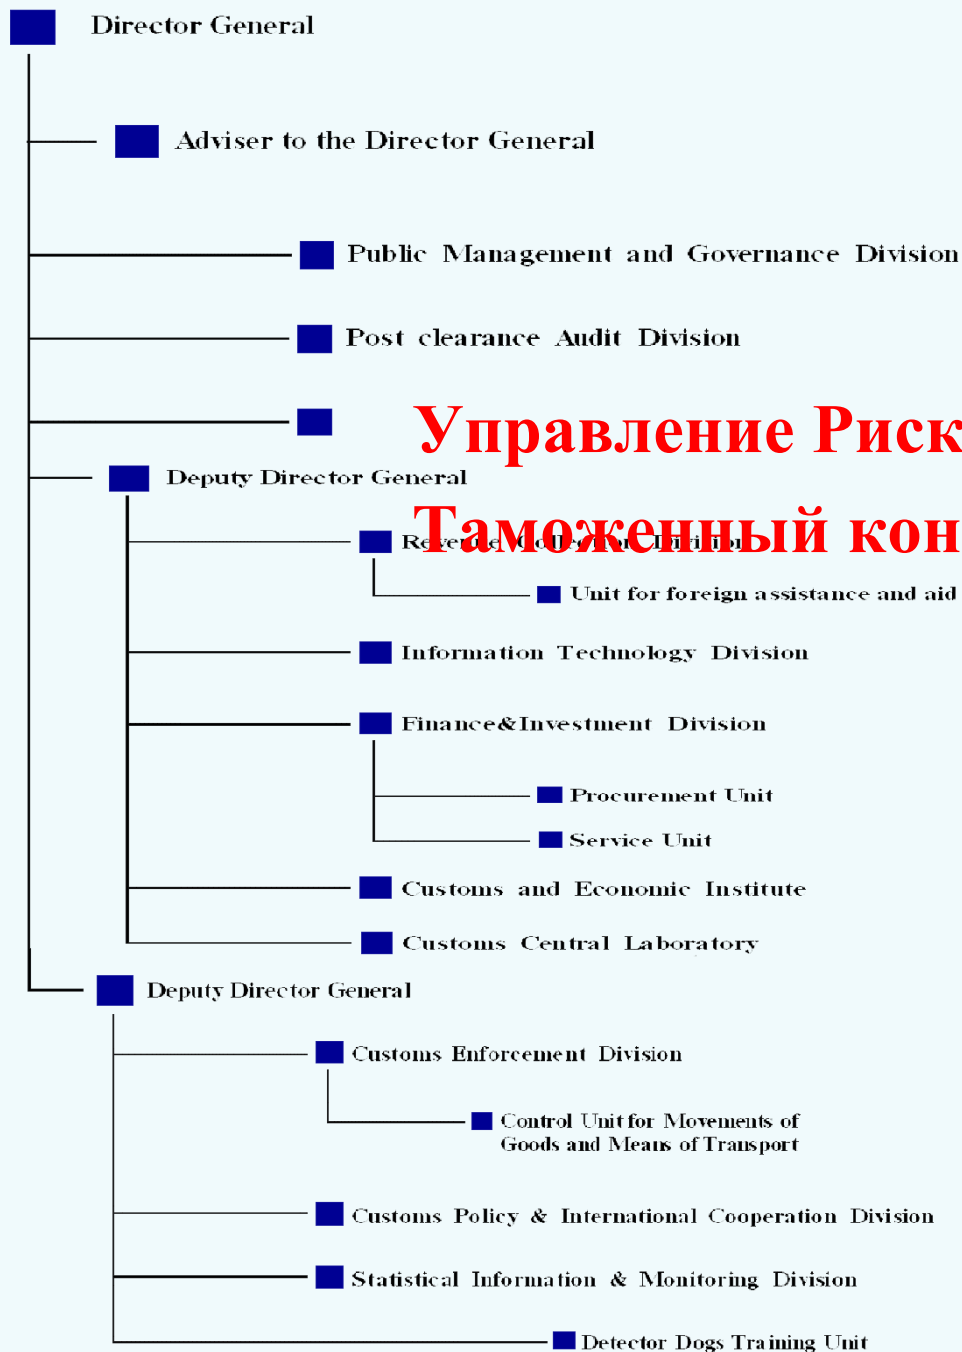 Director General
Adviser to the Director General
Public Management and Governance Division
Post clearance Audit Division
Управление Риск
Deputy Director General
Таможенный кон
Revenue Collection Division
Unit for foreign assistance and aid
Information Technology Division
Finance&Investment Division
Procurement Unit
Service Unit
Customs and Economic Institute
Customs Central Laboratory
Deputy Director General
Customs Enforcement Division
Control Unit for Movements of
Goods and Means of Transport
Customs Policy & International Cooperation Division
Statistical Information & Monitoring Division
Detector Dogs Training Unit